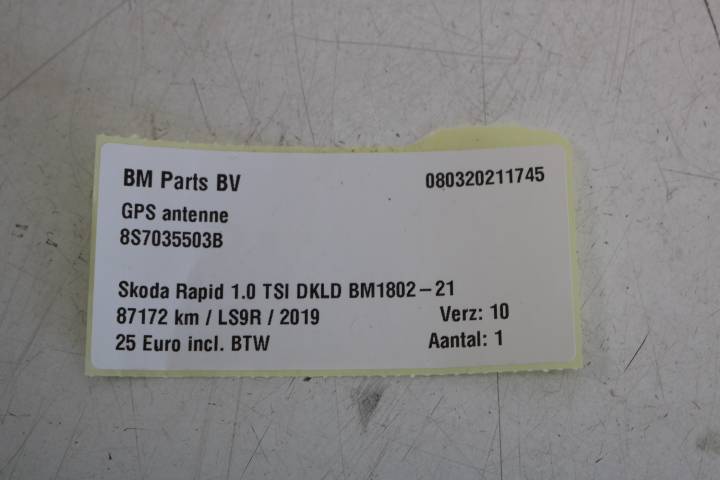 BM Parts BV 080320211745
GPS antenne
8S7035503B
Skoda Rapid 1.0 TSI DKLD BM1802-21
87172 km / LS9R / 2019 Verz: 10
25 Euro incl. BTW Aantal: 1